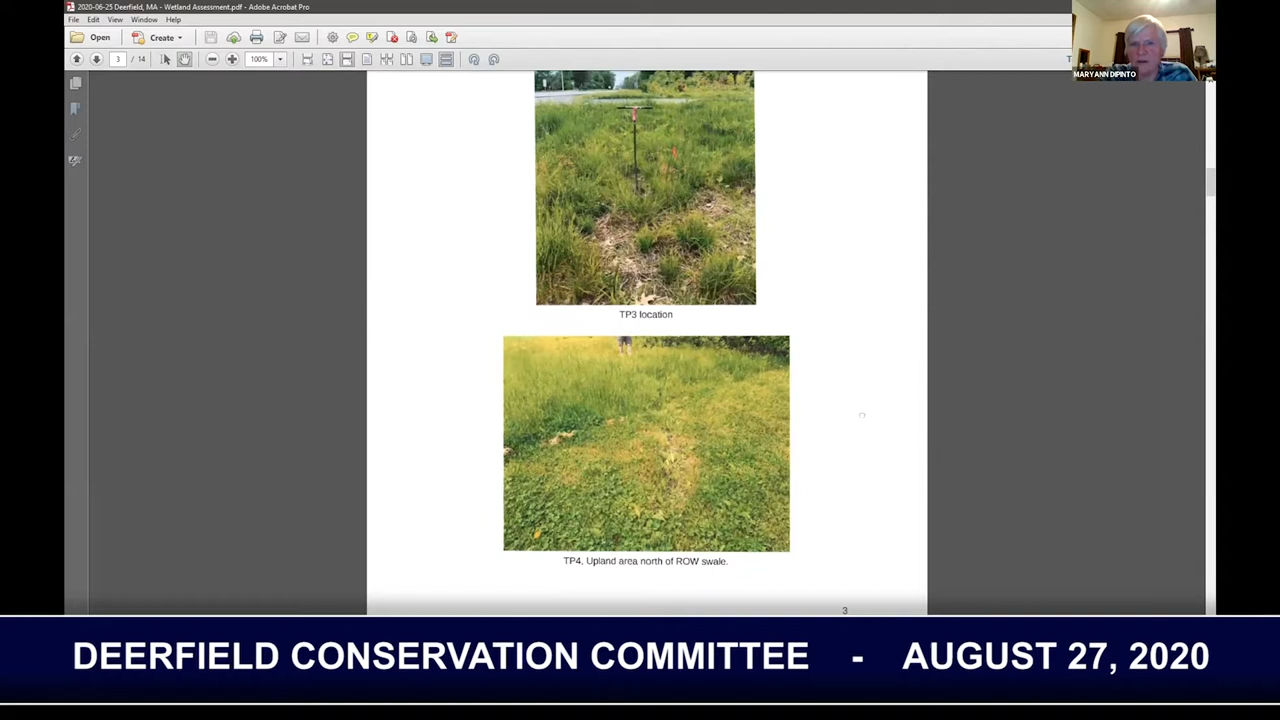 2020-06-25 Deerfield, MA - Wetland Assessment.pdf - Adobe Acrobat Pro
File Edit View Window Help
Open Create
3 / 14 100%
MARYANN DIPINTO
TP3 location
TP4, Upland area north of ROW swale.
3
DEERFIELD CONSERVATION COMMITTEE - AUGUST 27, 2020